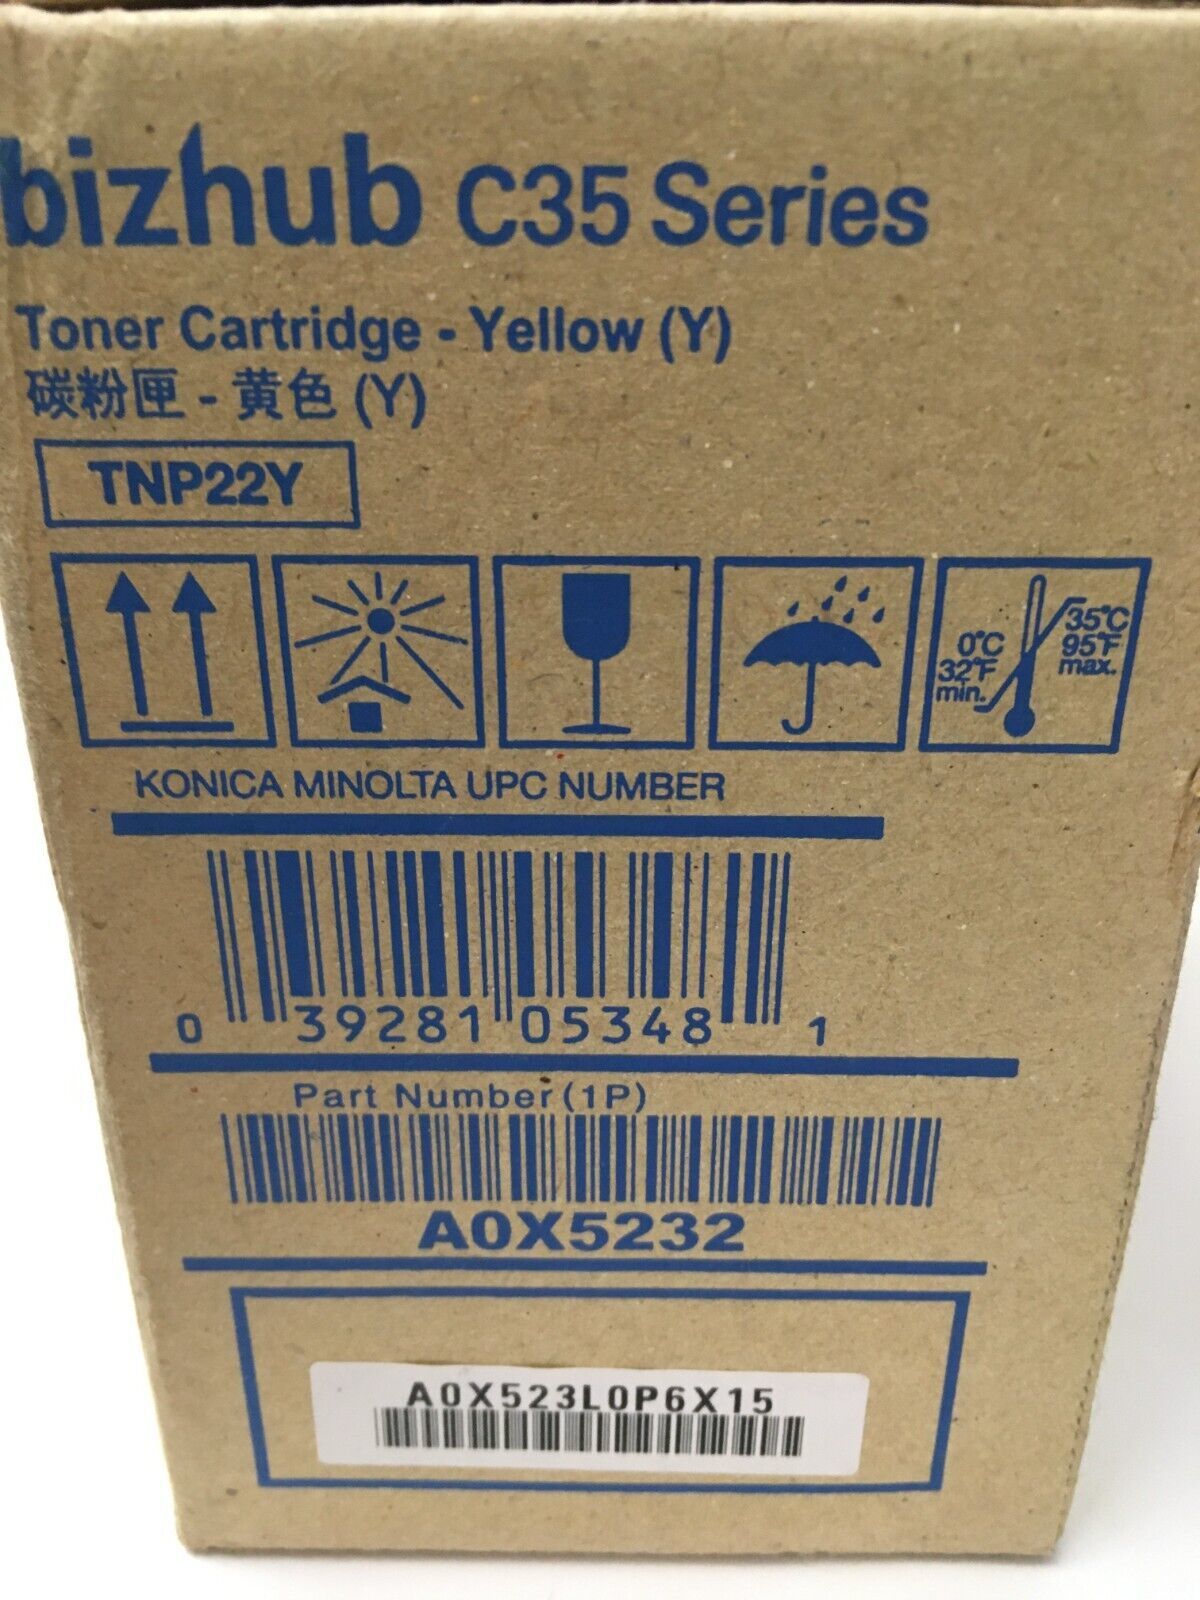 bizhub C35 Series
Toner Cartridge - Yellow (Y)
碳粉匣 - 黄色 (Y)
TNP22Y
0°C
32°F
min.
35°C
95°F
max.
KONICA MINOLTA UPC NUMBER
0 39281 05348 1
Part Number (1P)
A0X5232
A0X523L0P6X15